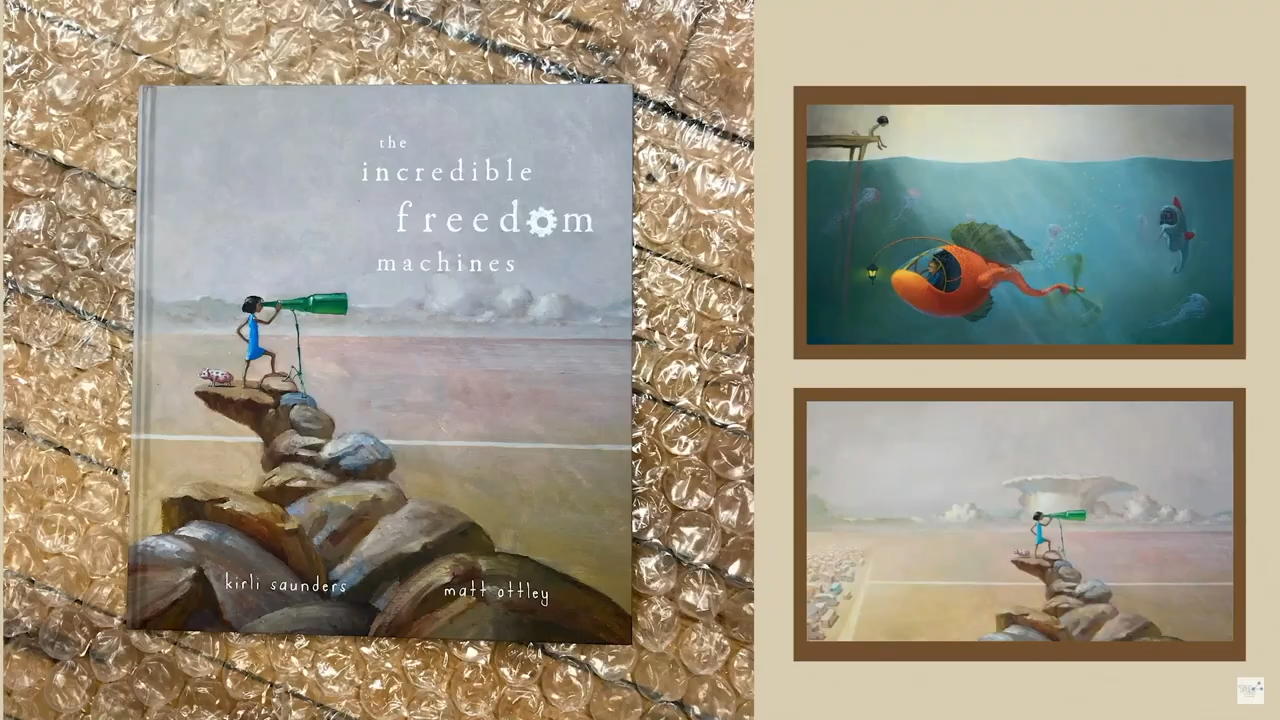 the
incredible
freedom
machines
kirli saunders
matt ottley